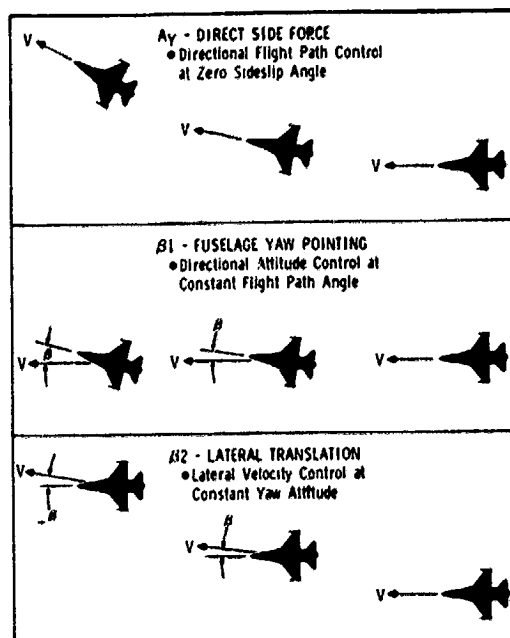 Aγ - DIRECT SIDE FORCE
• Directional Flight Path Control
at Zero Sideslip Angle
V
V
V
β1 - FUSELAGE YAW POINTING
• Directional Attitude Control at
Constant Flight Path Angle
β
β
V
V
V
β2 - LATERAL TRANSLATION
• Lateral Velocity Control at
Constant Yaw Attitude
V
β
β
V
V